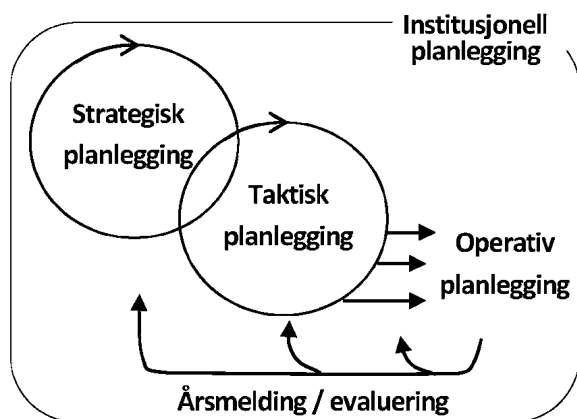 Institusjonell
planlegging
Strategisk
planlegging
Taktisk
planlegging
Operativ
planlegging
Årsmelding / evaluering